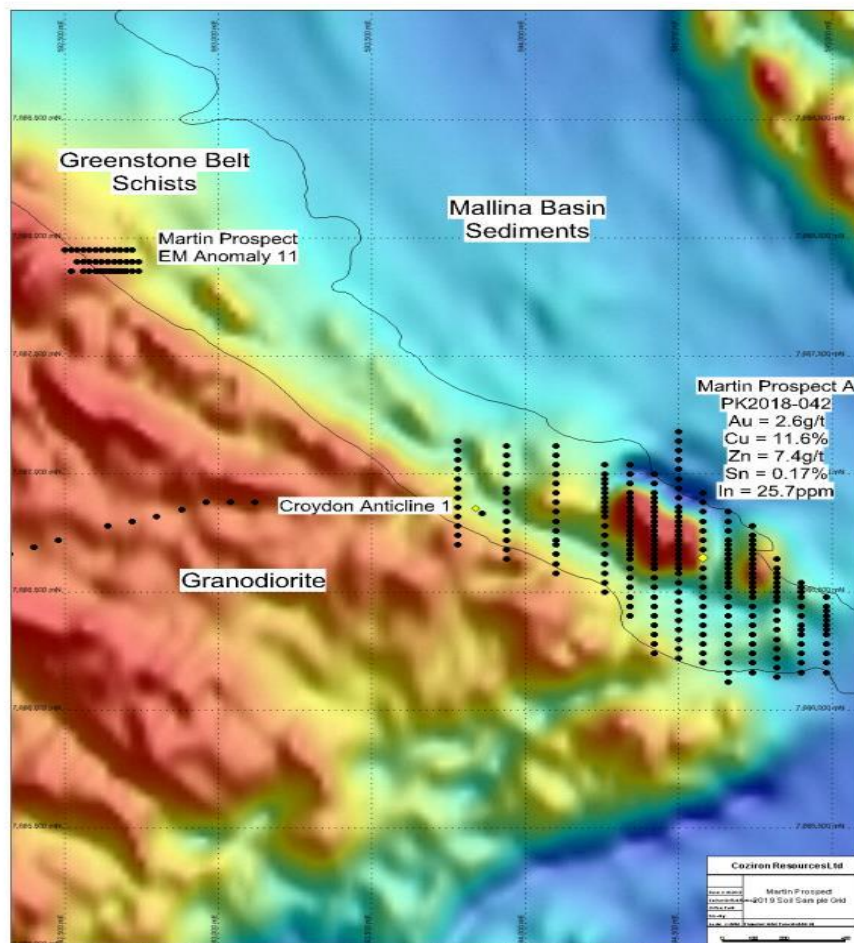 Greenstone Belt
Schists
Mallina Basin
Sediments
Martin Prospect
EM Anomaly 11
Martin Prospect A
PK2018-042
Au = 2.6g/t
Cu = 11.6%
Zn = 7.4g/t
Sn = 0.17%
In = 25.7ppm
Croydon Anticline 1
Granodiorite
Coziron Resources Ltd
Martin Prospect
2019 Soil Sample Grid